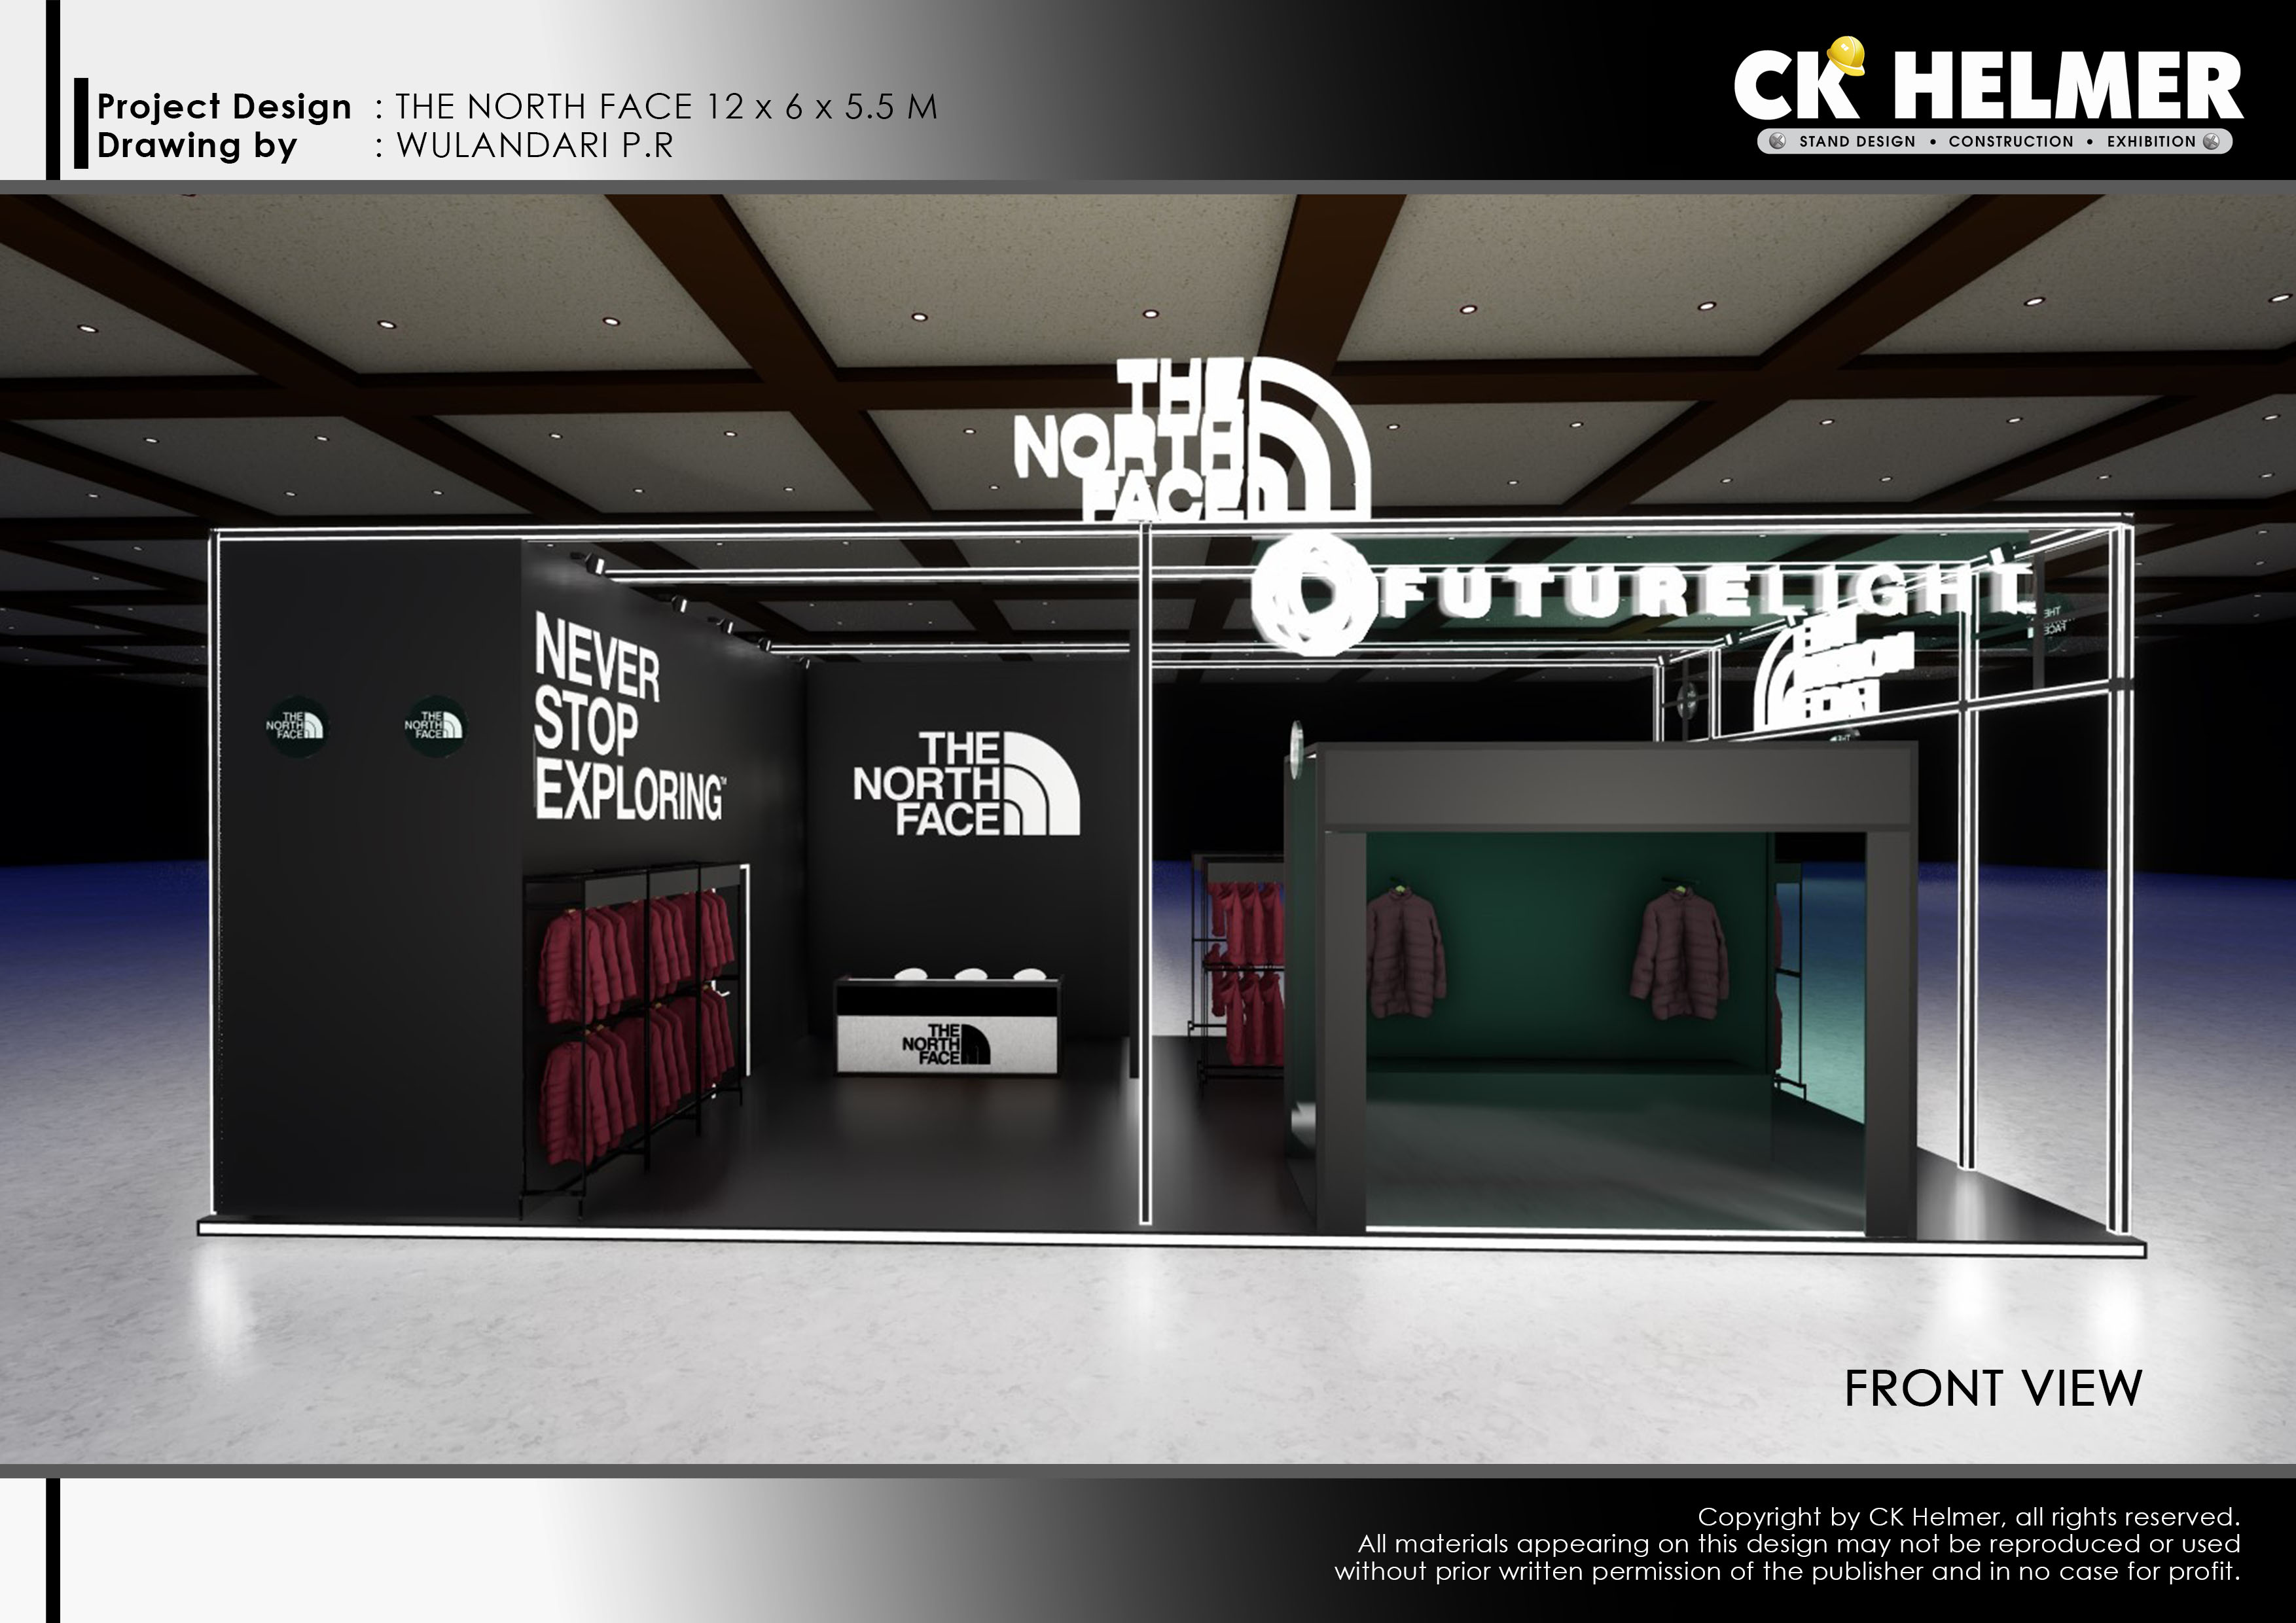 Project Design : THE NORTH FACE 12 x 6 x 5.5 M
Drawing by : WULANDARI P.R
CK HELMER
STAND DESIGN • CONSTRUCTION • EXHIBITION
THE
NORTH
FACE
FUTURELIGHT
THE
NORTH
FACE
THE
NORTH
FACE
NEVER
STOP
EXPLORING™
THE
NORTH
FACE
THE
NORTH
FACE
FRONT VIEW
Copyright by CK Helmer, all rights reserved.
All materials appearing on this design may not be reproduced or used
without prior written permission of the publisher and in no case for profit.